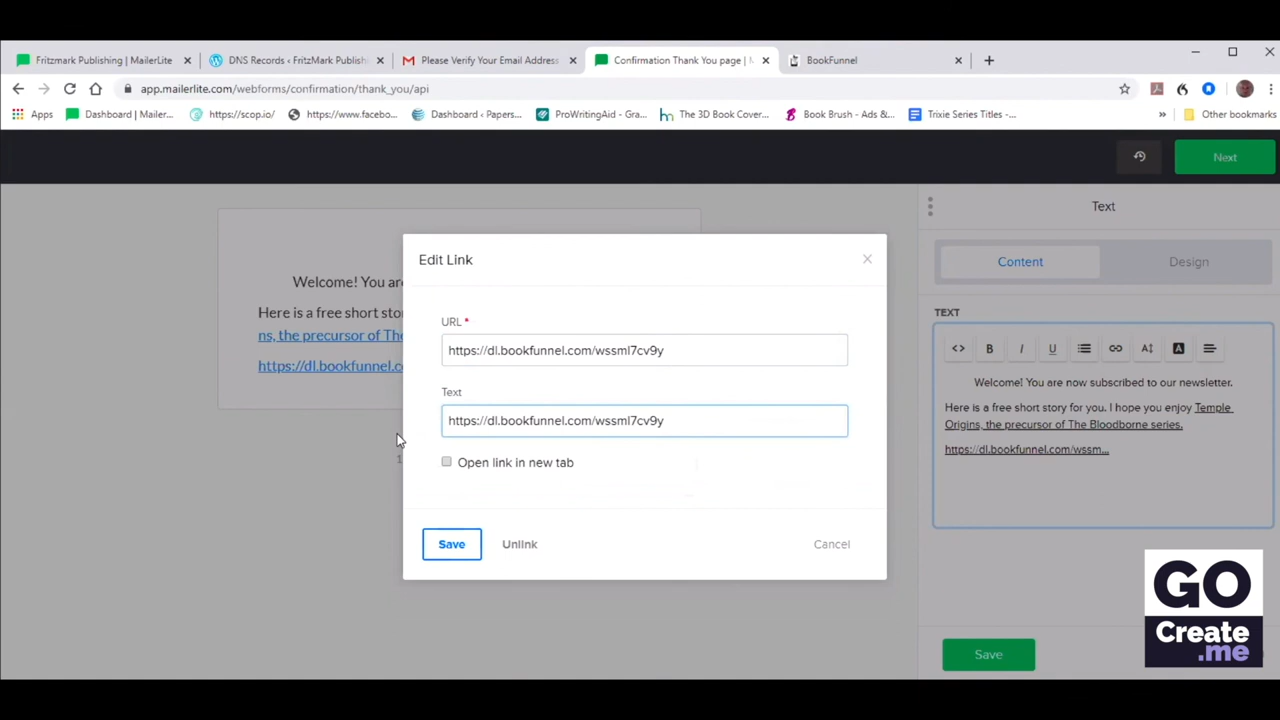 Fritzmark Publishing | MailerLite
DNS Records ‹ FritzMark Publish
Please Verify Your Email Address
Confirmation Thank You page | M
BookFunnel
app.mailerlite.com/webforms/confirmation/thank_you/api
Apps
Dashboard | Mailer...
https://scop.io/
https://www.facebo...
Dashboard ‹ Papers...
ProWritingAid - Gra...
The 3D Book Cover...
Book Brush - Ads &...
Trixie Series Titles -...
»
Other bookmarks
Next
Text
Content
Design
TEXT
Welcome! You are now subscribed to our newsletter.
Here is a free short story for you. I hope you enjoy Temple
Origins, the precursor of The Bloodborne series.
https://dl.bookfunnel.com/wssm...
Save
Welcome! You are
Here is a free short stor
ns, the precursor of The
https://dl.bookfunnel.co
Edit Link
URL *
https://dl.bookfunnel.com/wssml7cv9y
Text
https://dl.bookfunnel.com/wssml7cv9y
Open link in new tab
Save
Unlink
Cancel
GO
Create
.me